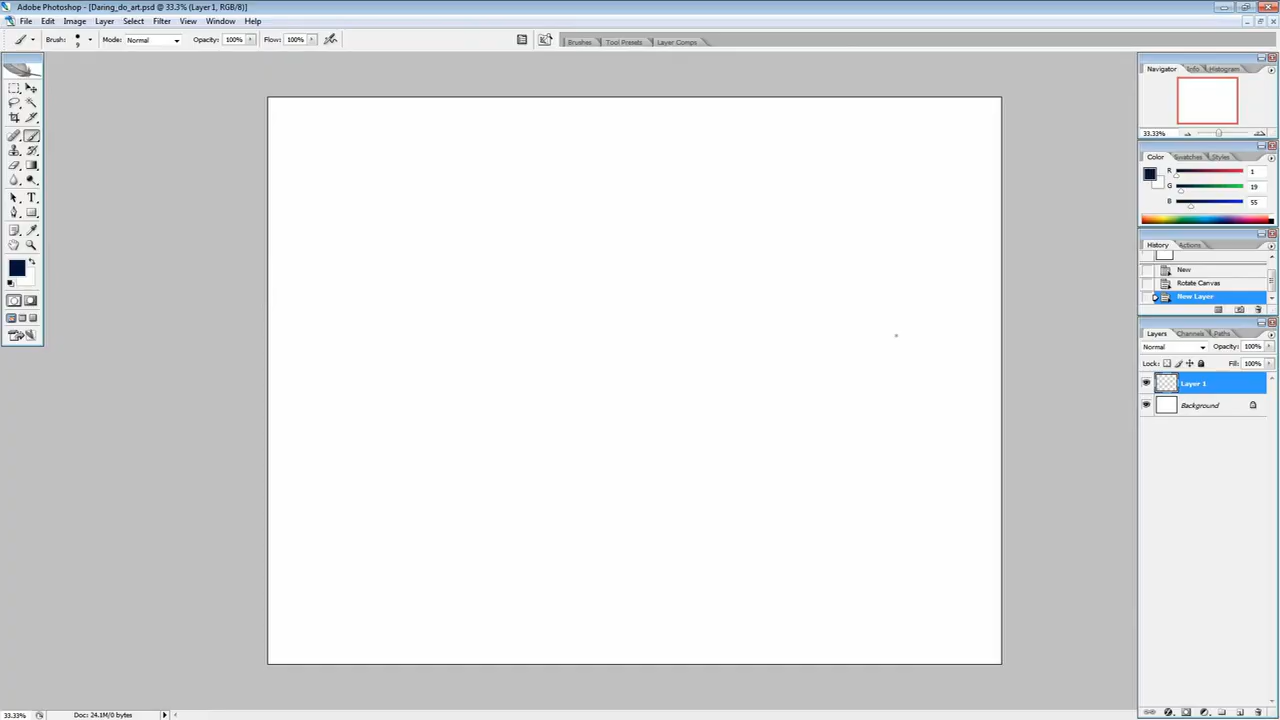 Adobe Photoshop - [Daring_do_art.psd @ 33.3% (Layer 1, RGB/8)]
File Edit Image Layer Select Filter View Window Help
Brush: 9 Mode: Normal Opacity: 100% Flow: 100% Brushes Tool Presets Layer Comps
Navigator Info Histogram
33.33%
Color Swatches Styles
R 1
G 19
B 55
History Actions
New
Rotate Canvas
New Layer
Layers Channels Paths
Normal Opacity: 100%
Lock: Fill: 100%
Layer 1
Background
33.33% Doc: 24.1M/0 bytes